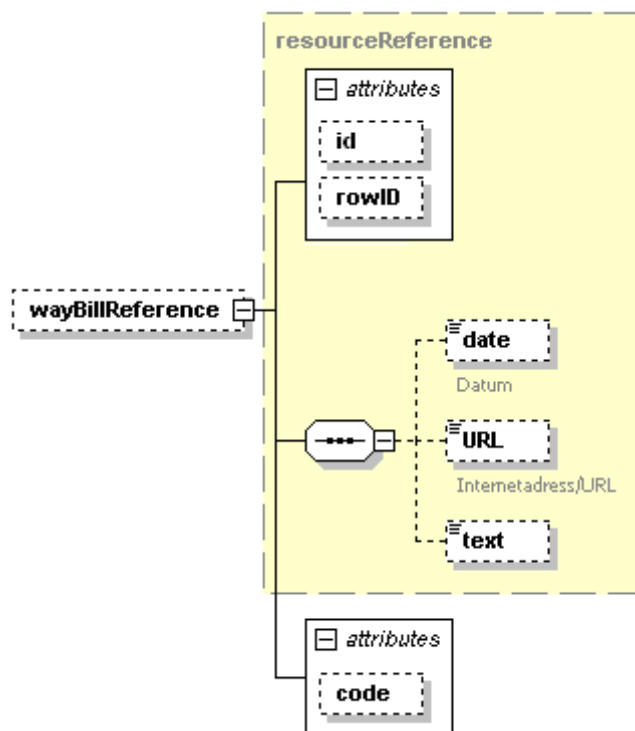 resourceReference
attributes
id
rowID
wayBillReference
date
Datum
URL
Internetadress/URL
text
attributes
code